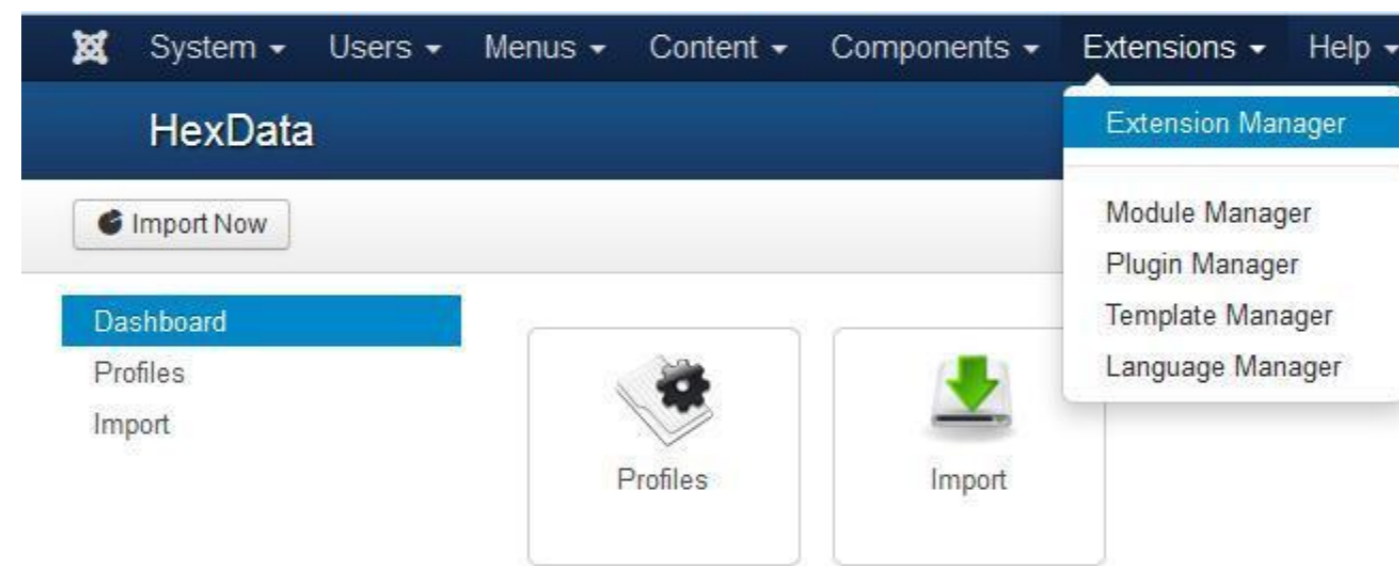 System Users Menus Content Components Extensions Help
HexData
Extension Manager
Import Now
Module Manager
Plugin Manager
Template Manager
Language Manager
Dashboard
Profiles
Import
Profiles Import